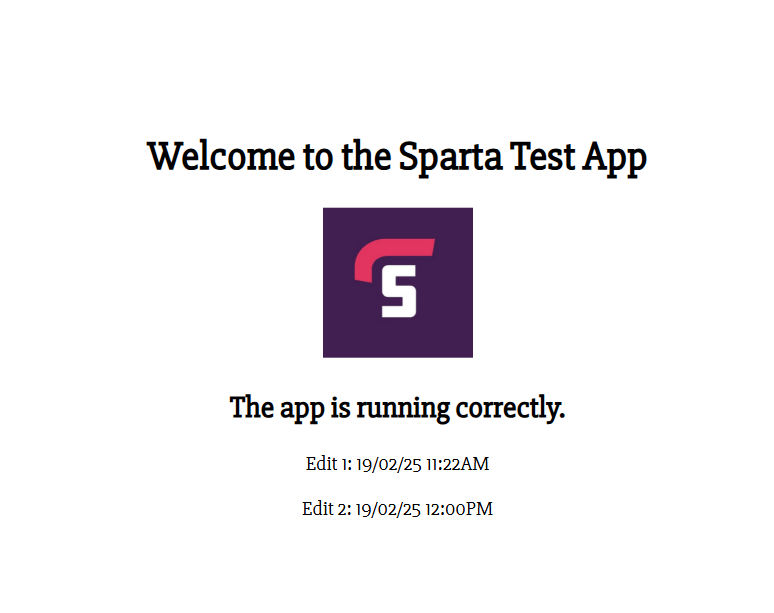 Welcome to the Sparta Test App
S
The app is running correctly.
Edit 1: 19/02/25 11:22AM
Edit 2: 19/02/25 12:00PM